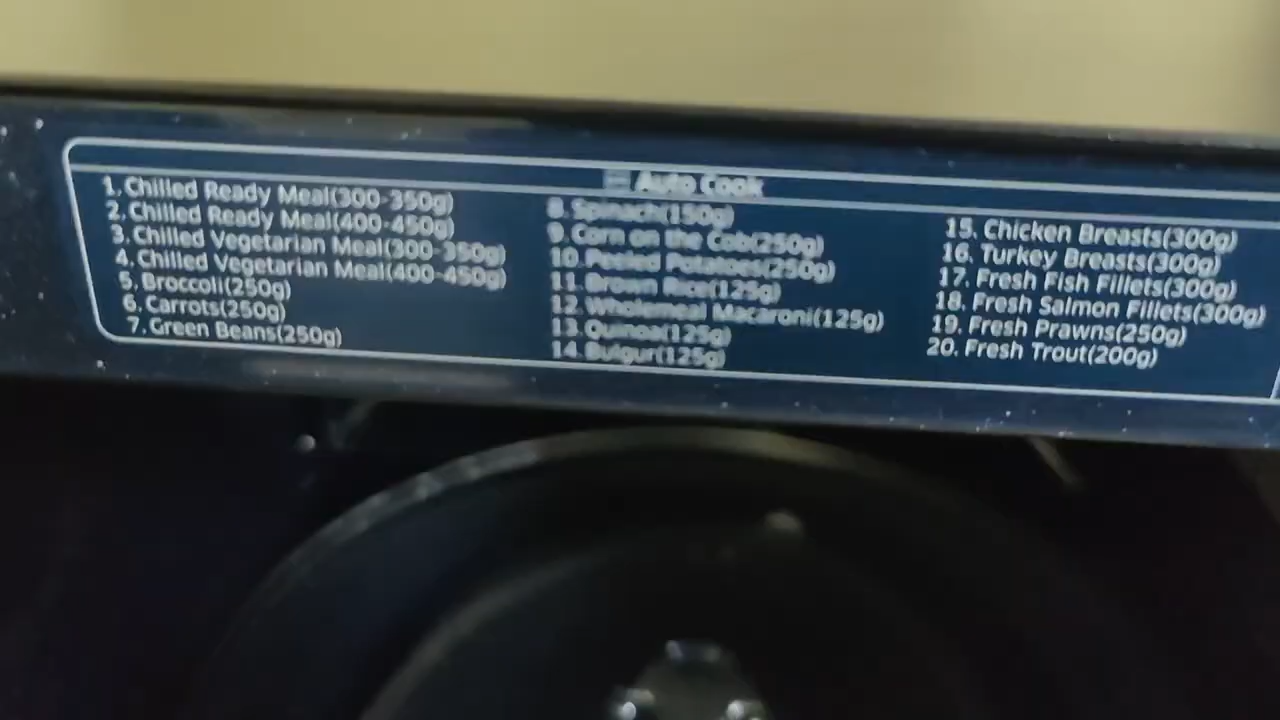 Auto Cook
1. Chilled Ready Meal(300-350g)
2. Chilled Ready Meal(400-450g)
3. Chilled Vegetarian Meal(300-350g)
4. Chilled Vegetarian Meal(400-450g)
5. Broccoli(250g)
6. Carrots(250g)
7. Green Beans(250g)
8. Spinach(150g)
9. Corn on the Cob(250g)
10. Peeled Potatoes(250g)
11. Brown Rice(125g)
12. Wholemeal Macaroni(125g)
13. Quinoa(125g)
14. Bulgur(125g)
15. Chicken Breasts(300g)
16. Turkey Breasts(300g)
17. Fresh Fish Fillets(300g)
18. Fresh Salmon Fillets(300g)
19. Fresh Prawns(250g)
20. Fresh Trout(200g)